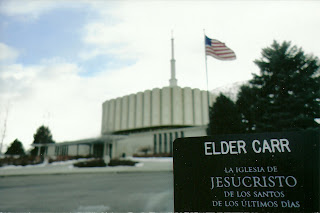 ELDER CARR
LA IGLESIA DE
JESUCRISTO
DE LOS SANTOS
DE LOS ÚLTIMOS DÍAS